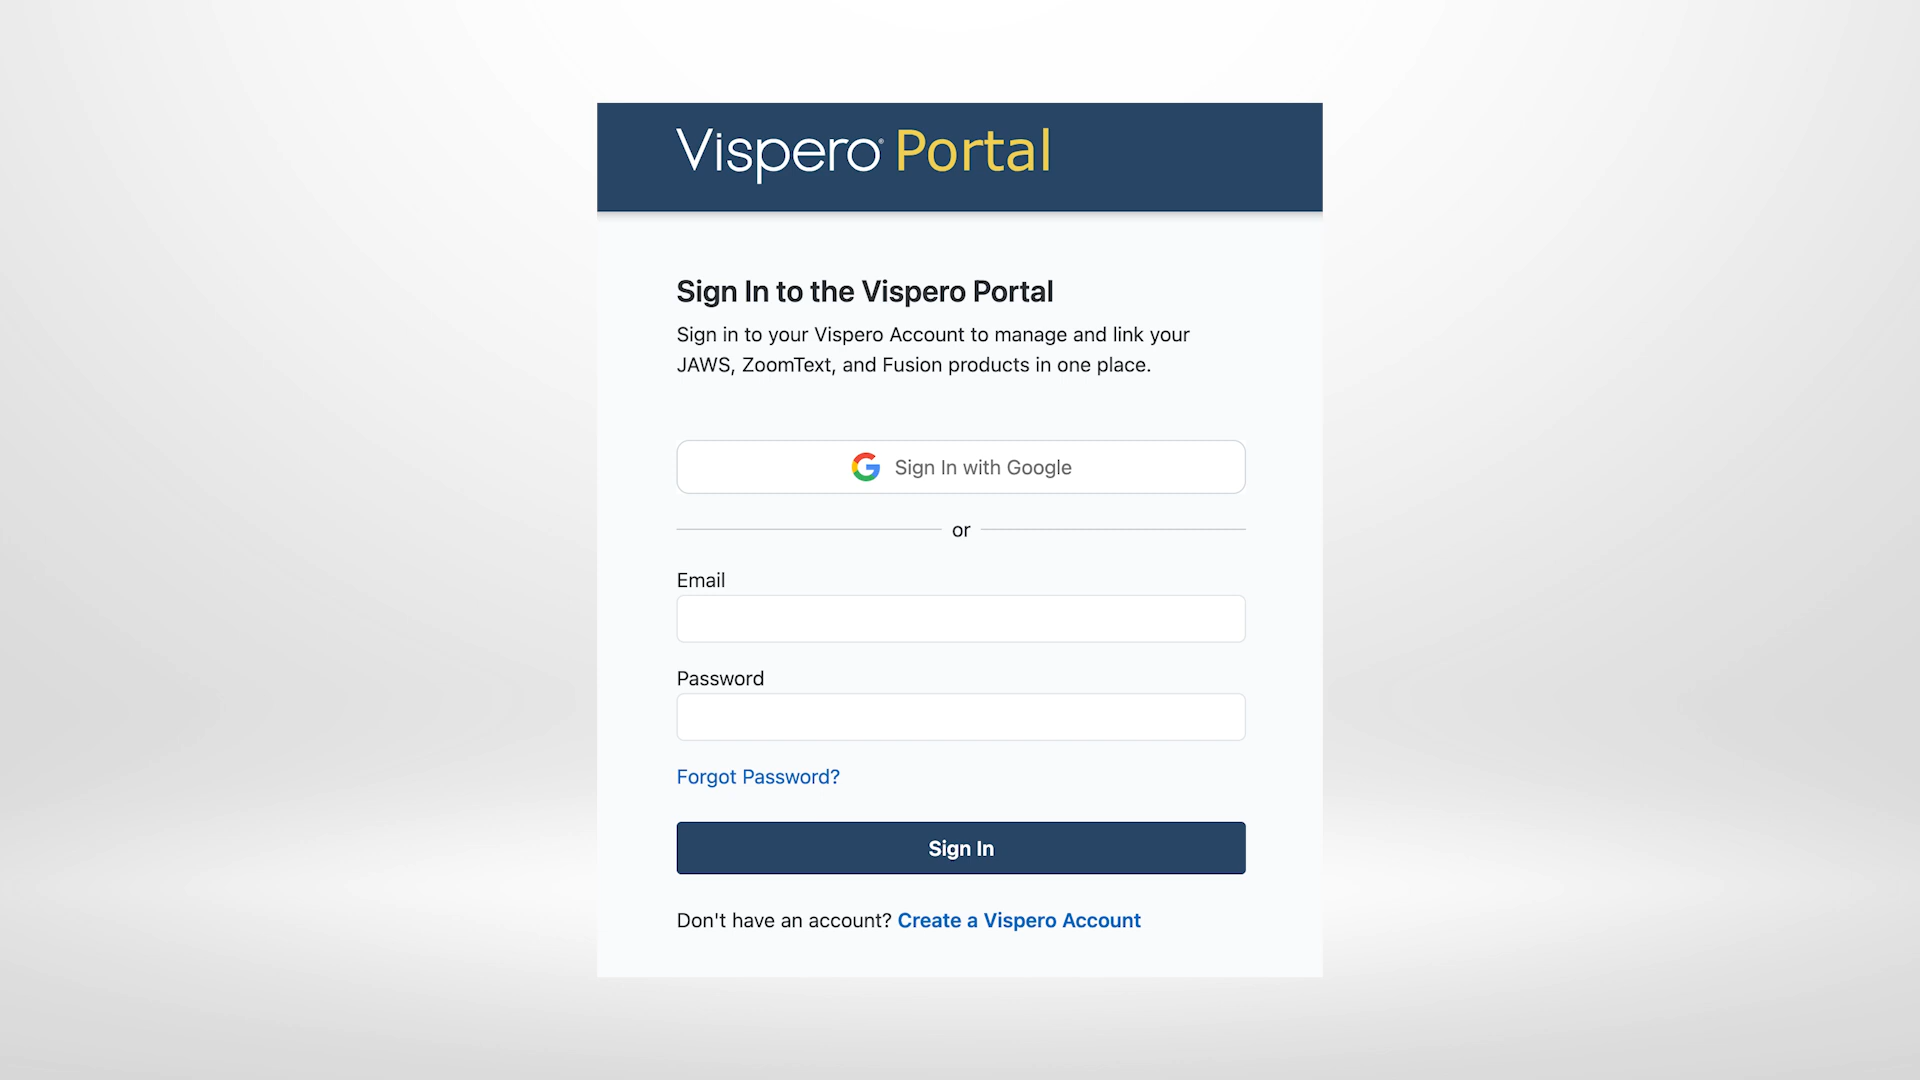 Vispero® Portal
Sign In to the Vispero Portal
Sign in to your Vispero Account to manage and link your
JAWS, ZoomText, and Fusion products in one place.
Sign In with Google
or
Email
Password
Forgot Password?
Sign In
Don't have an account? Create a Vispero Account